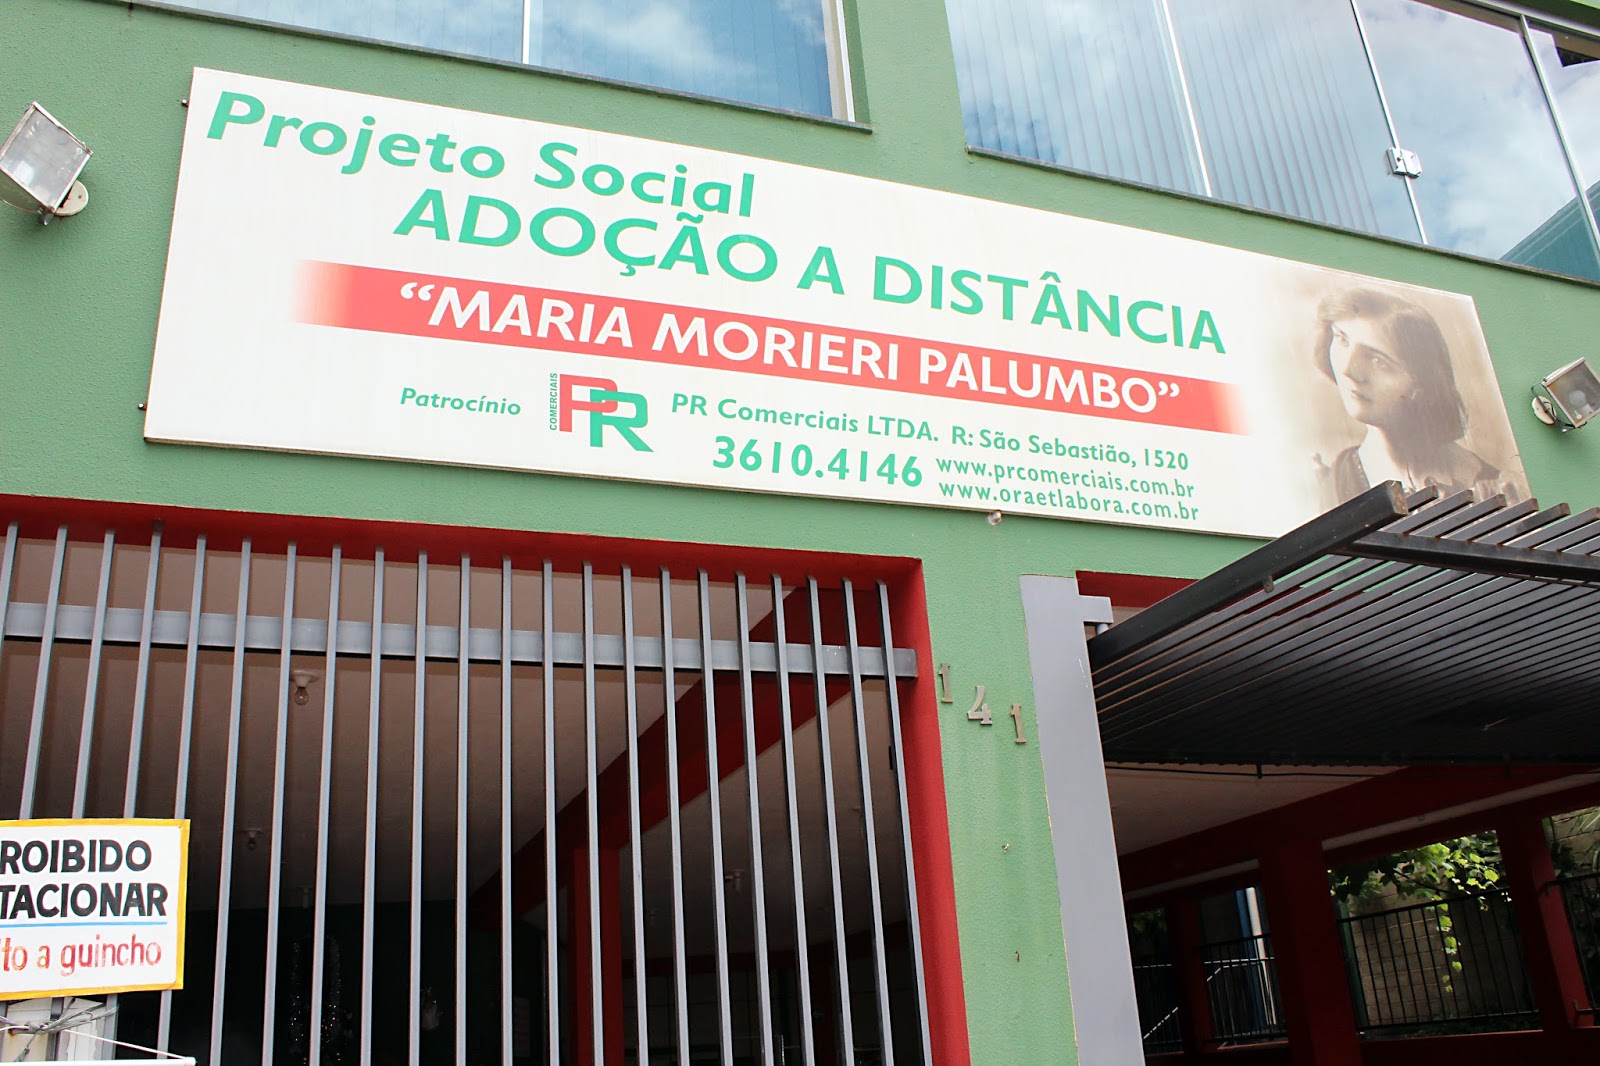 Projeto Social
ADOÇÃO A DISTÂNCIA
“MARIA MORIERI PALUMBO”
Patrocínio
COMERCIAIS
PR
PR Comerciais LTDA. R: São Sebastião, 1520
3610.4146
www.prcomerciais.com.br
www.oraetlabora.com.br
141
ROIBIDO
TACIONAR
to a guincho